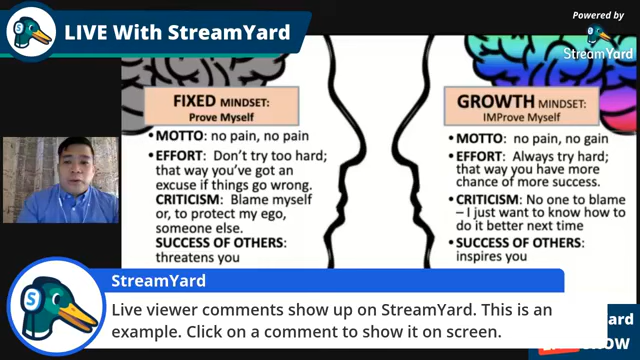 LIVE With StreamYard
Powered by
StreamYard
FIXED MINDSET:
Prove Myself
• MOTTO: no pain, no pain
• EFFORT: Don't try too hard;
that way you've got an
excuse if things go wrong.
CRITICISM: Blame myself
or, to protect my ego,
someone else.
SUCCESS OF OTHERS:
threatens you
GROWTH MINDSET:
IMProve Myself
• MOTTO: no pain, no gain
• EFFORT: Always try hard;
that way you have more
chance of more success.
• CRITICISM: No one to blame
– I just want to know how to
do it better next time
• SUCCESS OF OTHERS:
inspires you
StreamYard
Live viewer comments show up on StreamYard. This is an
example. Click on a comment to show it on screen.